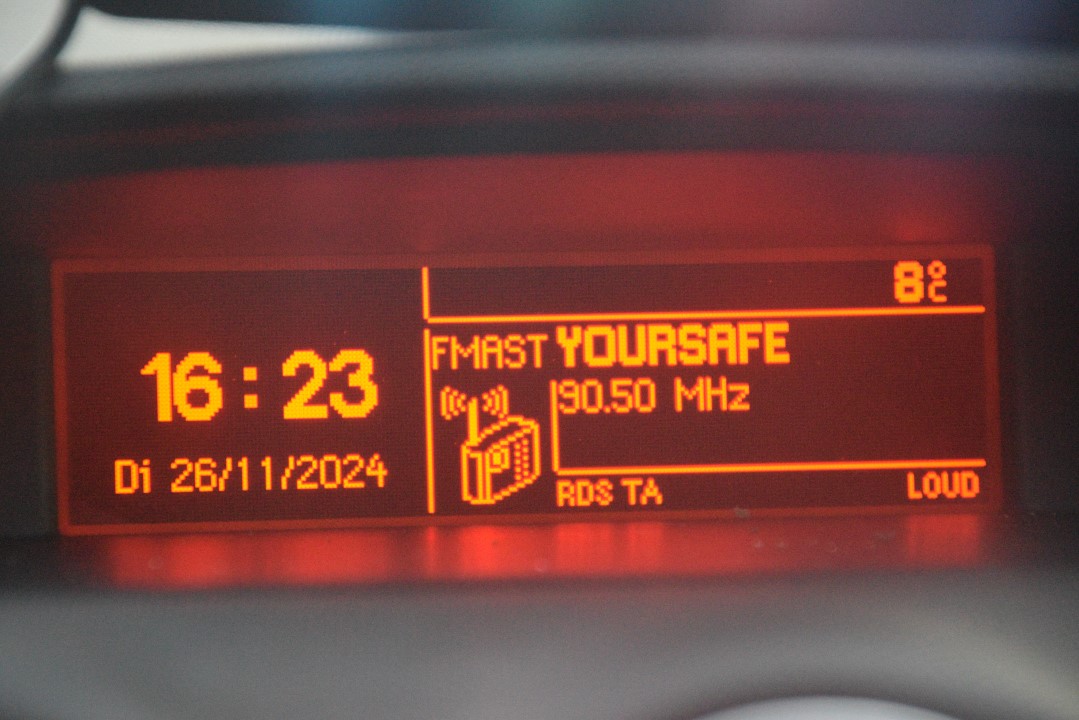 8°C
16:23
Di 26/11/2024
FMAST YOURSAFE
90.50 MHz
RDS TA
LOUD